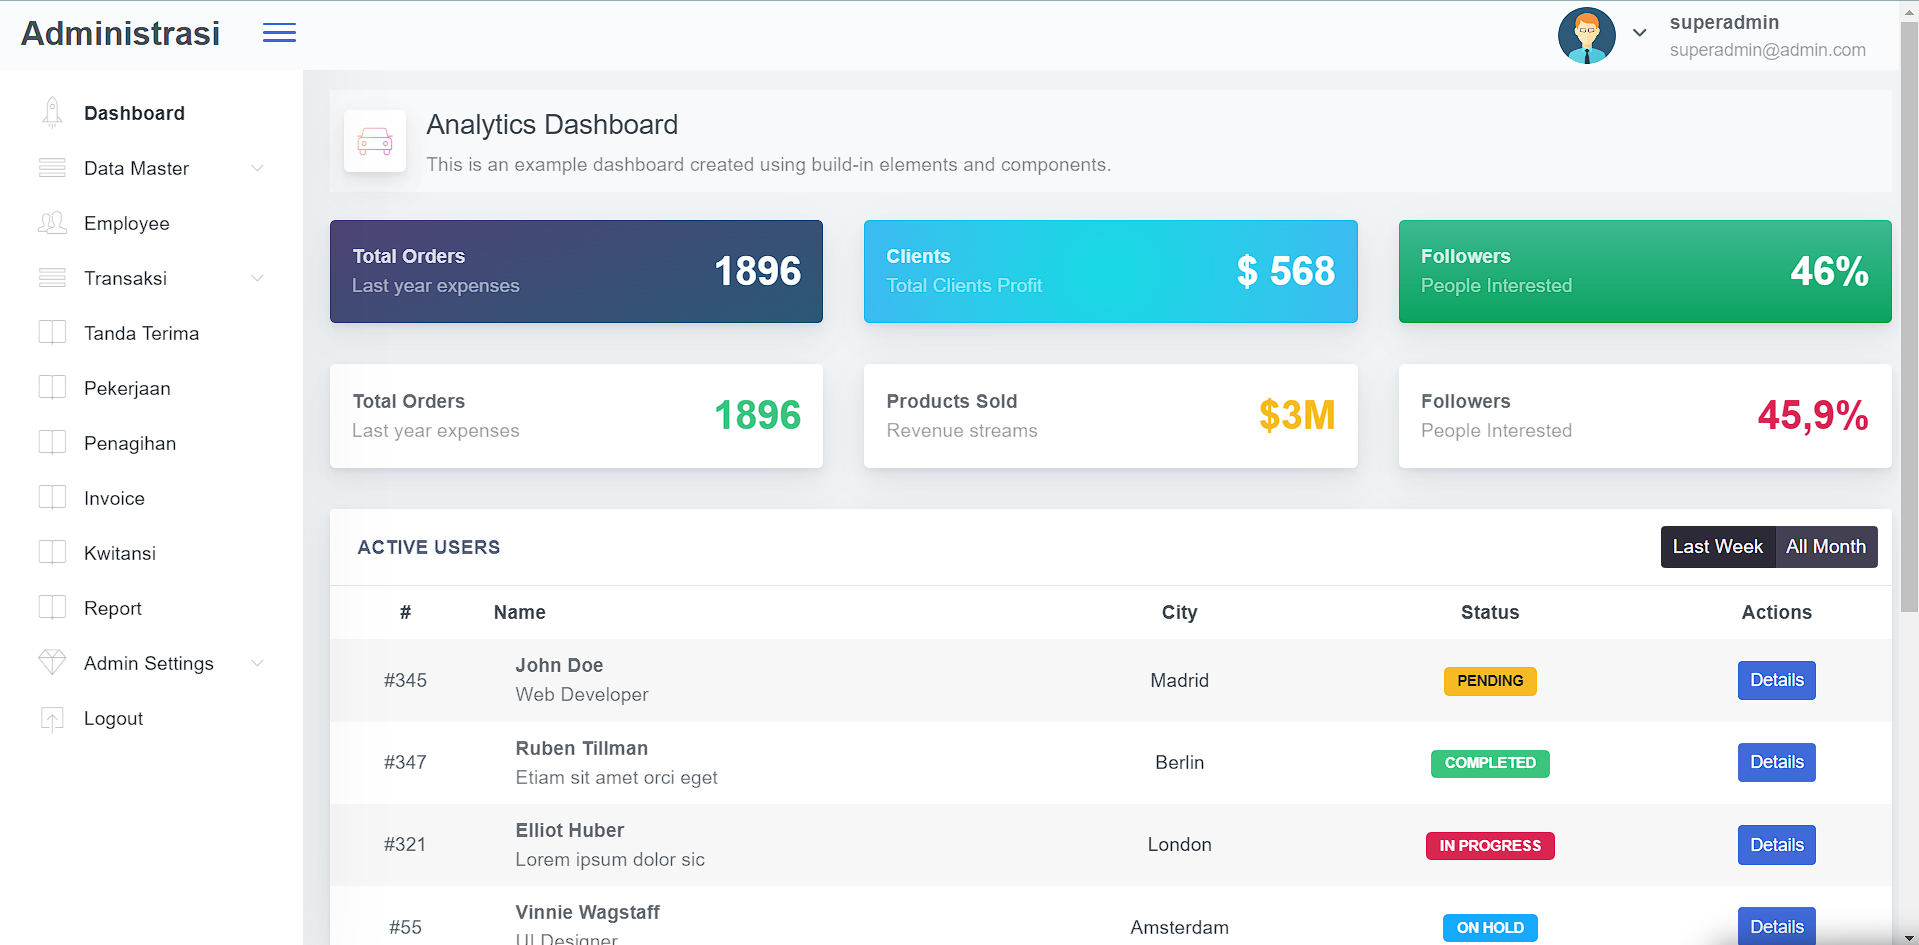 Administrasi
superadmin
superadmin@admin.com
Dashboard
Data Master
Employee
Transaksi
Tanda Terima
Pekerjaan
Penagihan
Invoice
Kwitansi
Report
Admin Settings
Logout
Analytics Dashboard
This is an example dashboard created using build-in elements and components.
Total Orders
Last year expenses
1896
Clients
Total Clients Profit
$ 568
Followers
People Interested
46%
Total Orders
Last year expenses
1896
Products Sold
Revenue streams
$3M
Followers
People Interested
45,9%
ACTIVE USERS
Last Week All Month
# Name City Status Actions
#345
John Doe
Web Developer
Madrid
PENDING
Details
#347
Ruben Tillman
Etiam sit amet orci eget
Berlin
COMPLETED
Details
#321
Elliot Huber
Lorem ipsum dolor sic
London
IN PROGRESS
Details
#55
Vinnie Wagstaff
UI Designer
Amsterdam
ON HOLD
Details